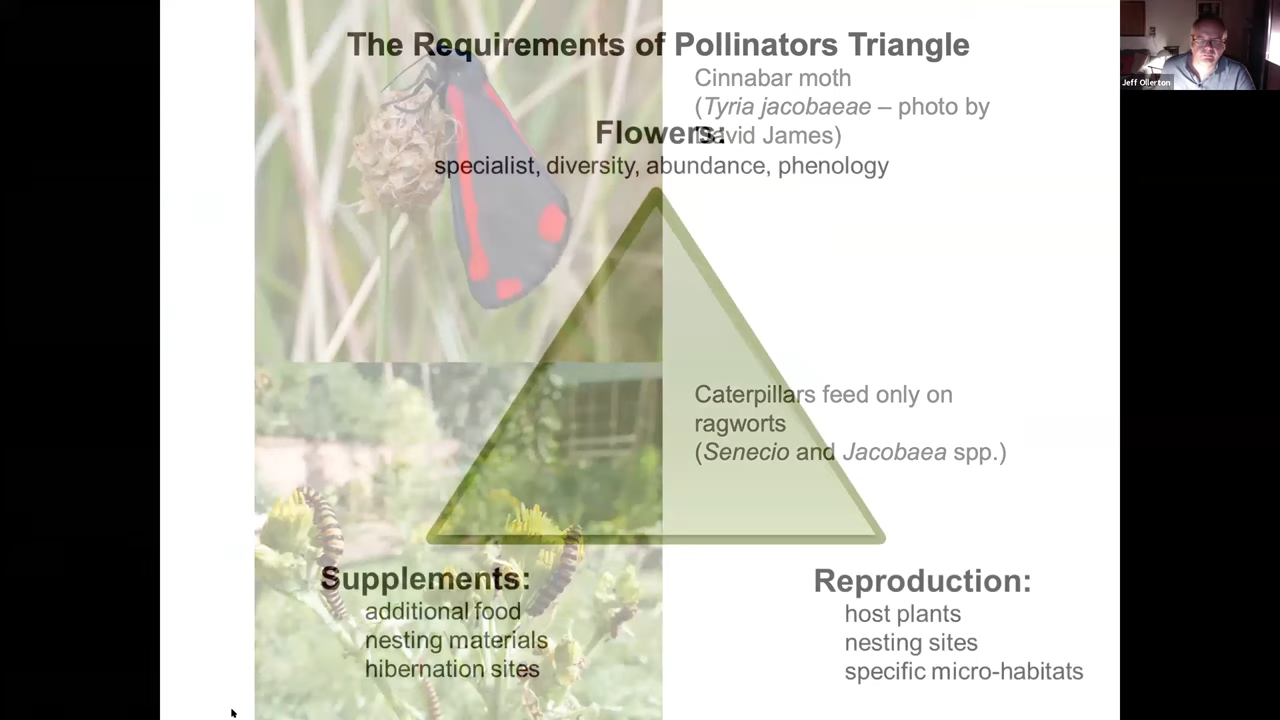 The Requirements of Pollinators Triangle
Cinnabar moth
(Tyria jacobaeae – photo by
David James)
Flowers:
specialist, diversity, abundance, phenology
Caterpillars feed only on
ragworts
(Senecio and Jacobaea spp.)
Supplements:
additional food
nesting materials
hibernation sites
Reproduction:
host plants
nesting sites
specific micro-habitats
Jeff Ollerton